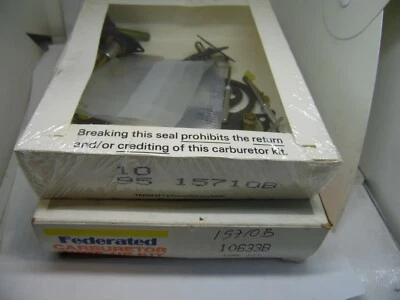 Breaking this seal prohibits the return
and/or crediting of this carburetor kit.
10
95 15710B
Federated
CARBURETOR
15710B
10633B